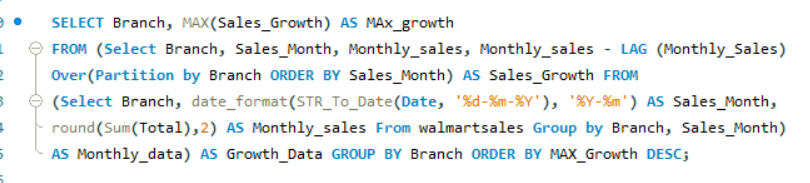 SELECT Branch, MAX(Sales_Growth) AS MAx_growth
FROM (Select Branch, Sales_Month, Monthly_sales, Monthly_sales - LAG (Monthly_Sales)
Over(Partition by Branch ORDER BY Sales_Month) AS Sales_Growth FROM
(Select Branch, date_format(STR_To_Date(Date, '%d-%m-%Y'), '%Y-%m') AS Sales_Month,
round(Sum(Total),2) AS Monthly_sales From walmartsales Group by Branch, Sales_Month)
AS Monthly_data) AS Growth_Data GROUP BY Branch ORDER BY MAX_Growth DESC;